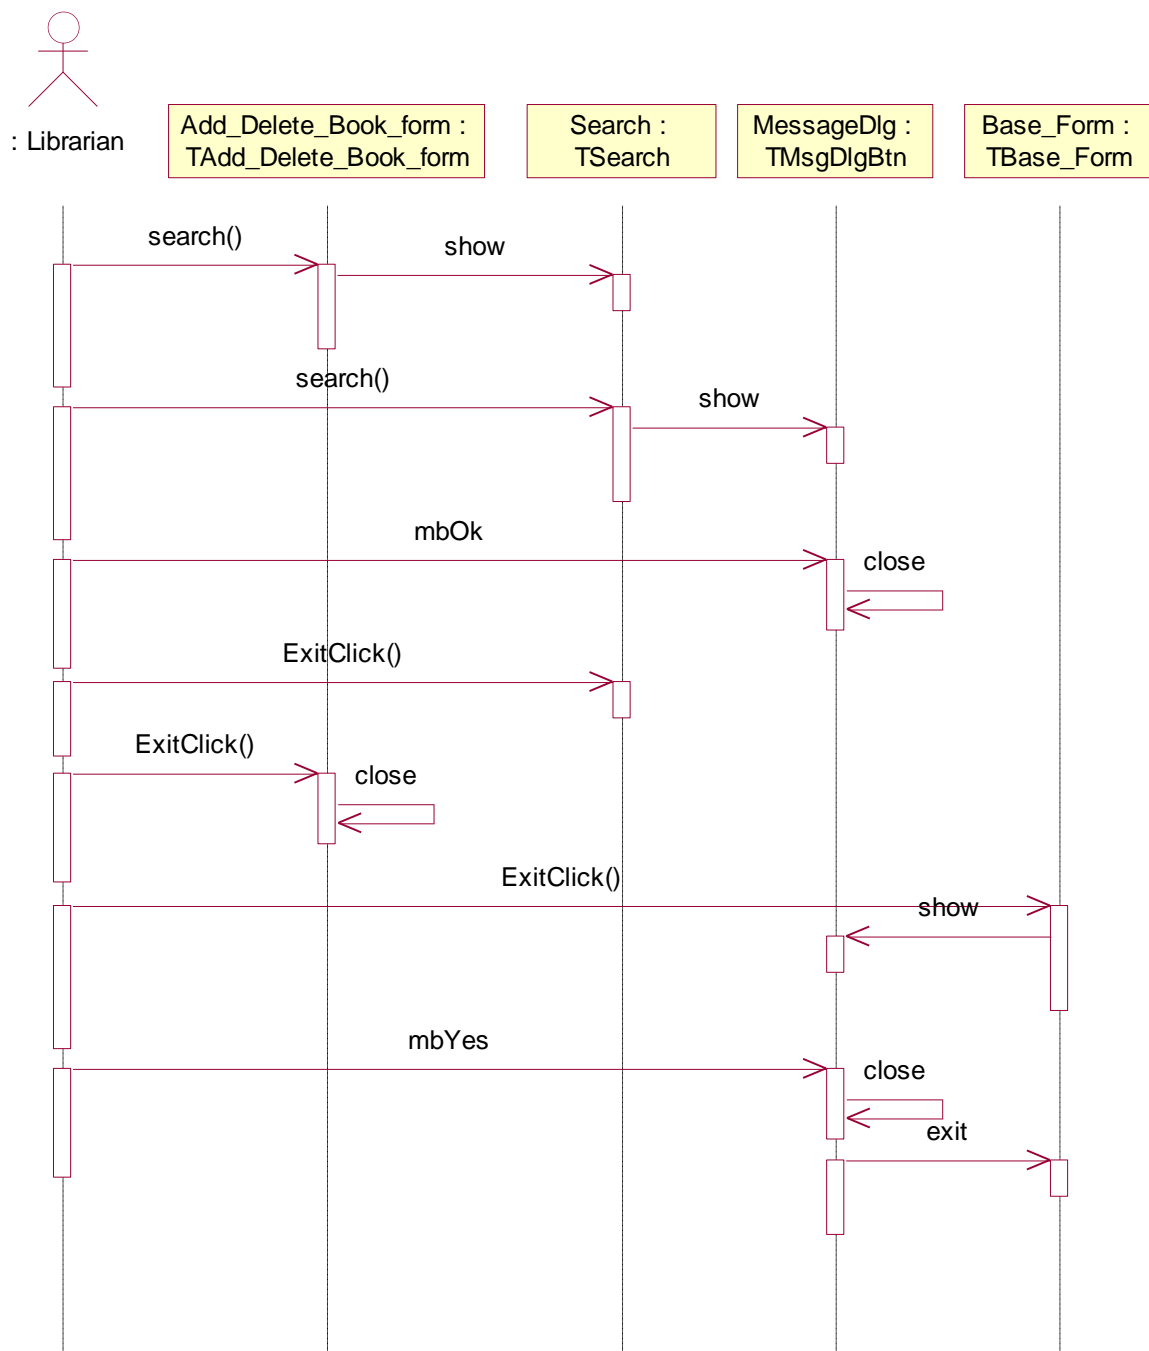 : Librarian
Add_Delete_Book_form :
TAdd_Delete_Book_form
Search :
TSearch
MessageDlg :
TMsgDlgBtn
Base_Form :
TBase_Form
search()
show
search()
show
mbOk
close
ExitClick()
ExitClick()
close
ExitClick()
show
mbYes
close
exit